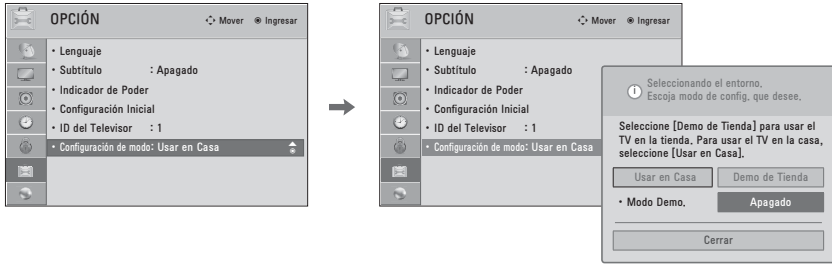 OPCIÓN
Mover
Ingresar
• Lenguaje
• Subtítulo : Apagado
• Indicador de Poder
• Configuración Inicial
• ID del Televisor : 1
• Configuración de modo: Usar en Casa
OPCIÓN
Mover
Ingresar
• Lenguaje
• Subtítulo : Apagado
• Indicador de Poder
• Configuración Inicial
• ID del Televisor : 1
• Configuración de modo: Usar en Casa
i
Seleccionando el entorno.
Escoja modo de config. que desee.
Seleccione [Demo de
Tienda] para usar el
TV en la tienda. Para usar el TV en la casa,
seleccione [Usar en
Casa].
Usar en Casa
Demo de Tienda
• Modo Demo.
Apagado
Cerrar